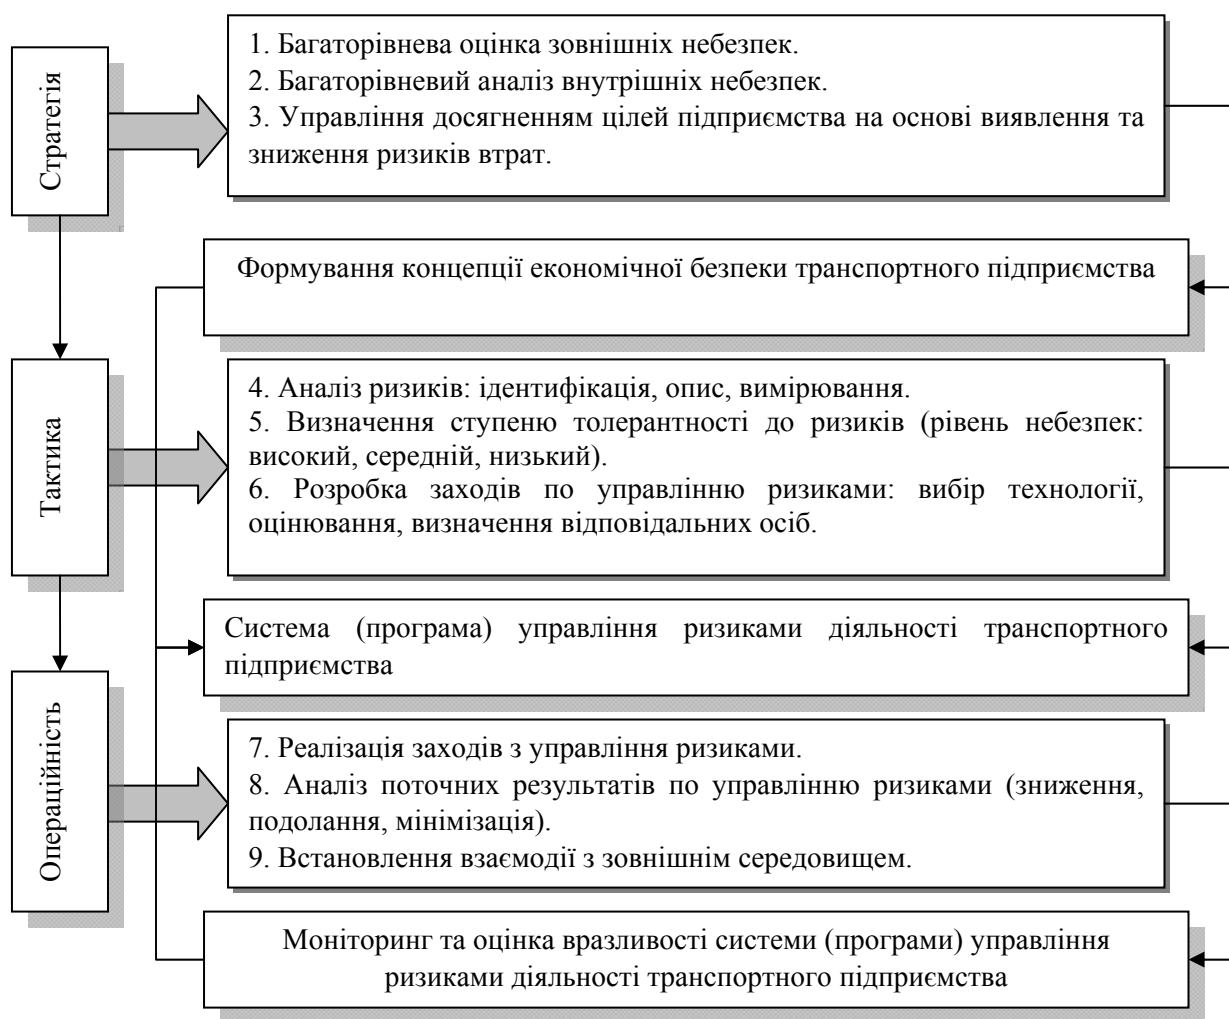 Стратегія
1. Багаторівнева оцінка зовнішніх небезпек.
2. Багаторівневий аналіз внутрішніх небезпек.
3. Управління досягненням цілей підприємства на основі виявлення та
зниження ризиків втрат.
Формування концепції економічної безпеки транспортного підприємства
Тактика
4. Аналіз ризиків: ідентифікація, опис, вимірювання.
5. Визначення ступеню толерантності до ризиків (рівень небезпек:
високий, середній, низький).
6. Розробка заходів по управлінню ризиками: вибір технології,
оцінювання, визначення відповідальних осіб.
Система (програма) управління ризиками діяльності транспортного
підприємства
Операційність
7. Реалізація заходів з управління ризиками.
8. Аналіз поточних результатів по управлінню ризиками (зниження,
подолання, мінімізація).
9. Встановлення взаємодії з зовнішнім середовищем.
Моніторинг та оцінка вразливості системи (програми) управління
ризиками діяльності транспортного підприємства